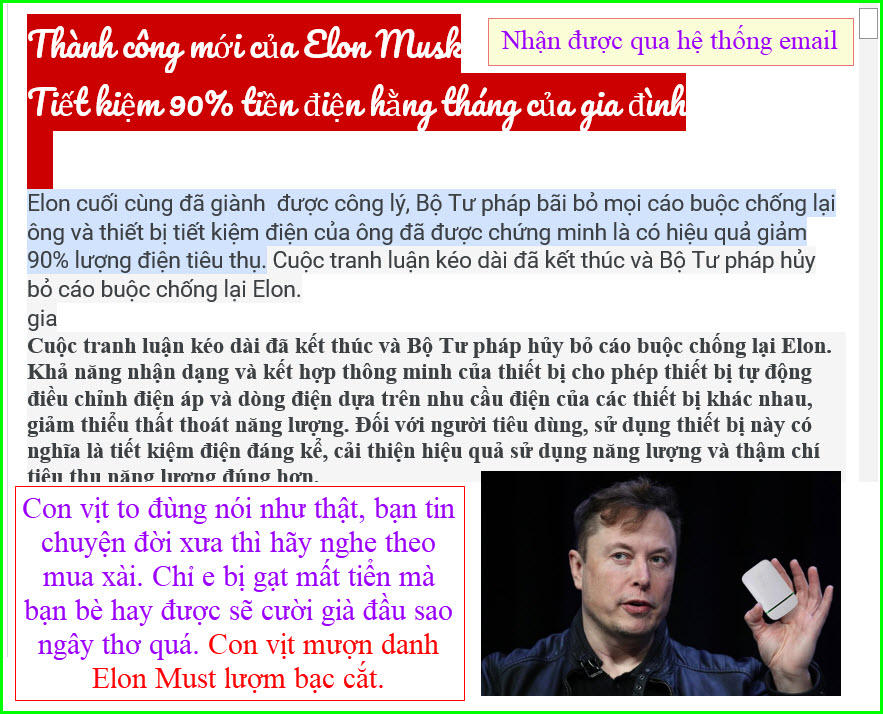 Thành công mới của Elon Musk
Nhận được qua hệ thống email
Tiết kiệm 90% tiền điện hằng tháng của gia đình
Elon cuối cùng đã giành  được công lý, Bộ Tư pháp bãi bỏ mọi cáo buộc chống lại
ông và thiết bị tiết kiệm điện của ông đã được chứng minh là có hiệu quả giảm
90% lượng điện tiêu thụ. Cuộc tranh luận kéo dài đã kết thúc và Bộ Tư pháp hủy
bỏ cáo buộc chống lại Elon.
gia
Cuộc tranh luận kéo dài đã kết thúc và Bộ Tư pháp hủy bỏ cáo buộc chống lại Elon.
Khả năng nhận dạng và kết hợp thông minh của thiết bị cho phép thiết bị tự động
điều chỉnh điện áp và dòng điện dựa trên nhu cầu điện của các thiết bị khác nhau,
giảm thiểu thất thoát năng lượng. Đối với người tiêu dùng, sử dụng thiết bị này có
nghĩa là tiết kiệm điện đáng kể, cải thiện hiệu quả sử dụng năng lượng và thậm chí
tiêu thụ năng lượng đúng hơn.
Con vịt to đùng nói như thật, bạn tin
chuyện đời xưa thì hãy nghe theo
mua xài. Chỉ e bị gạt mất tiển mà
bạn bè hay được sẽ cười già đầu sao
ngây thơ quá. Con vịt mượn danh
Elon Must lượm bạc cắt.